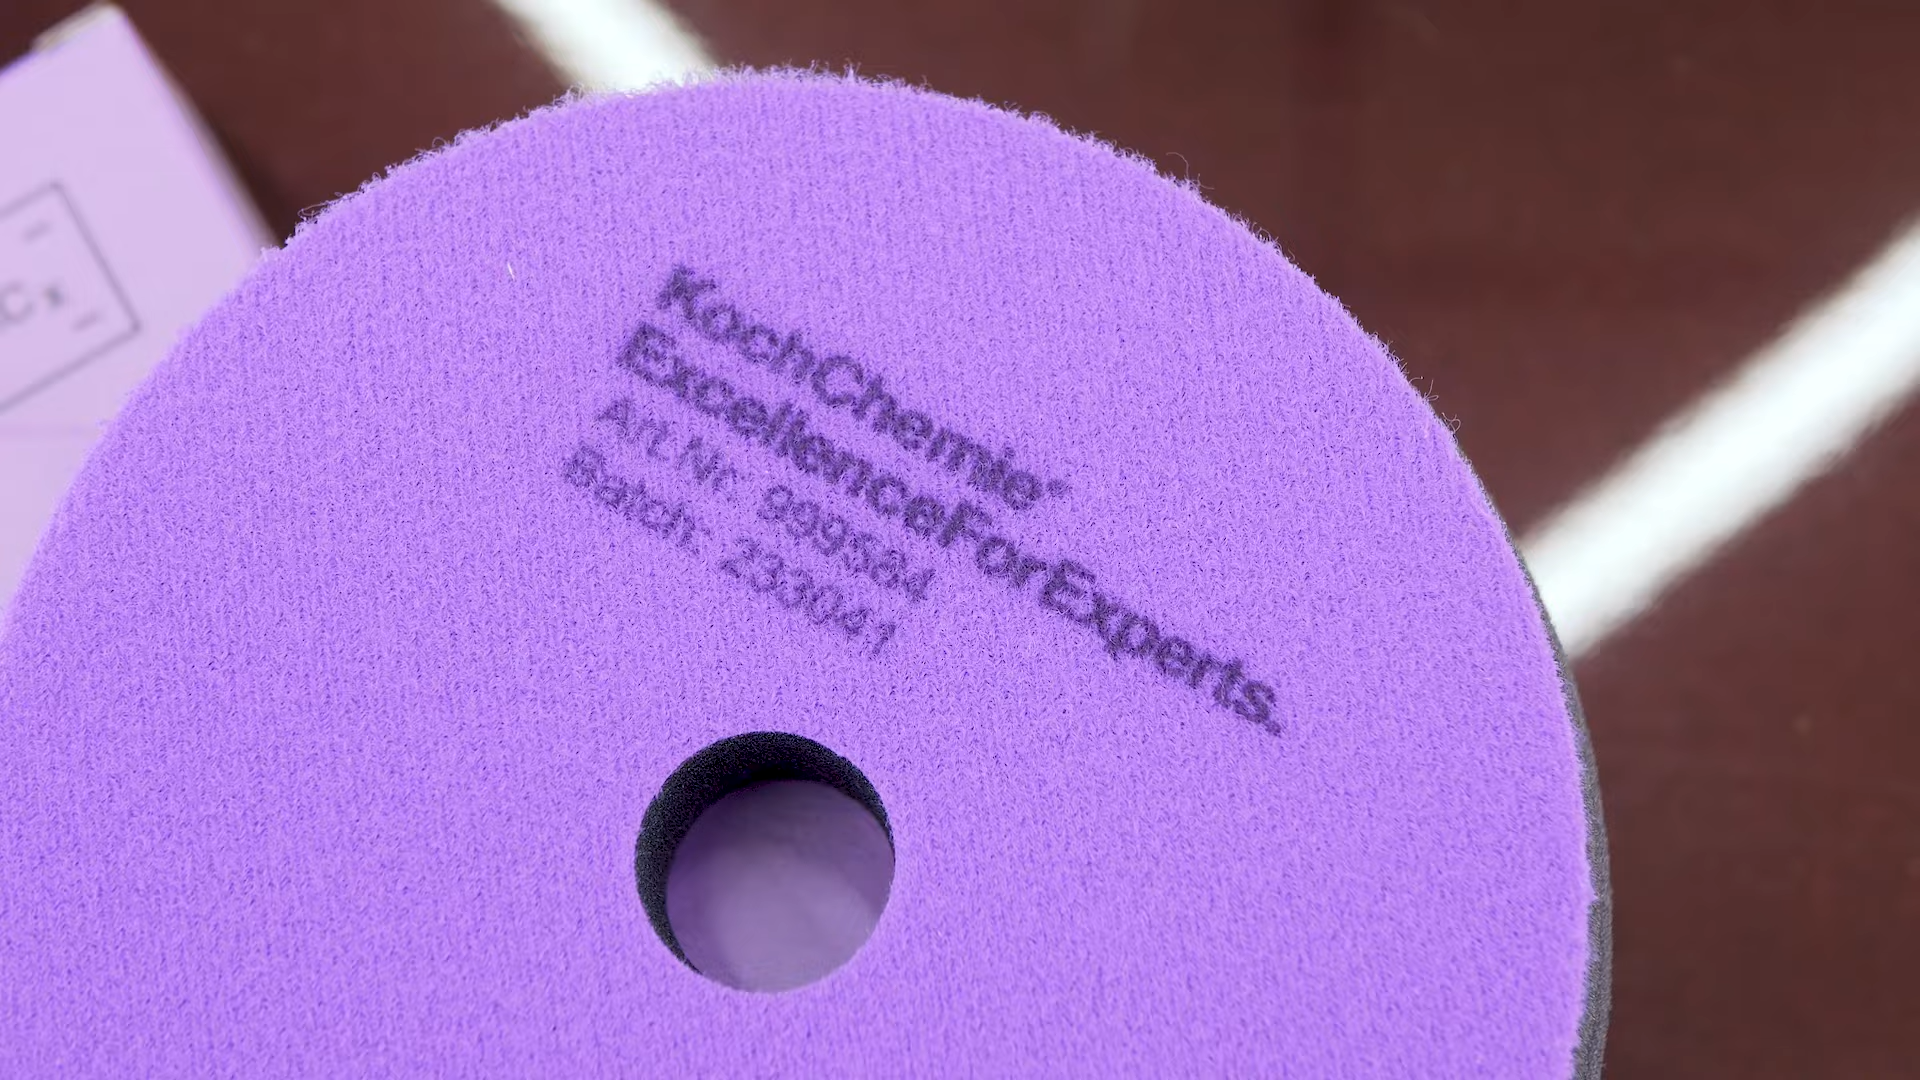 KochChemie®
ExcellenceForExperts.
Art.Nr. 999584
Batch: 233041